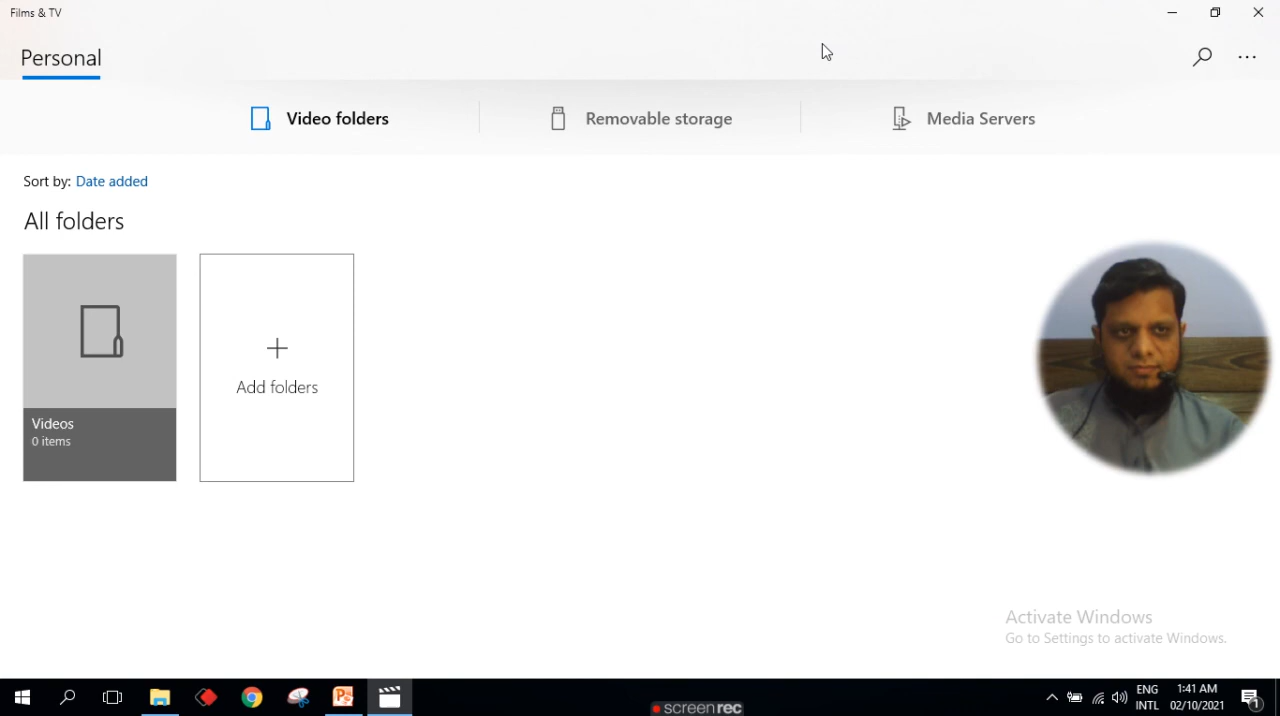 Films & TV
Personal
Video folders
Removable storage
Media Servers
Sort by: Date added
All folders
Add folders
Videos
0 items
Activate Windows
Go to Settings to activate Windows.
ENG
INTL
1:41 AM
02/10/2021
1
screenrec